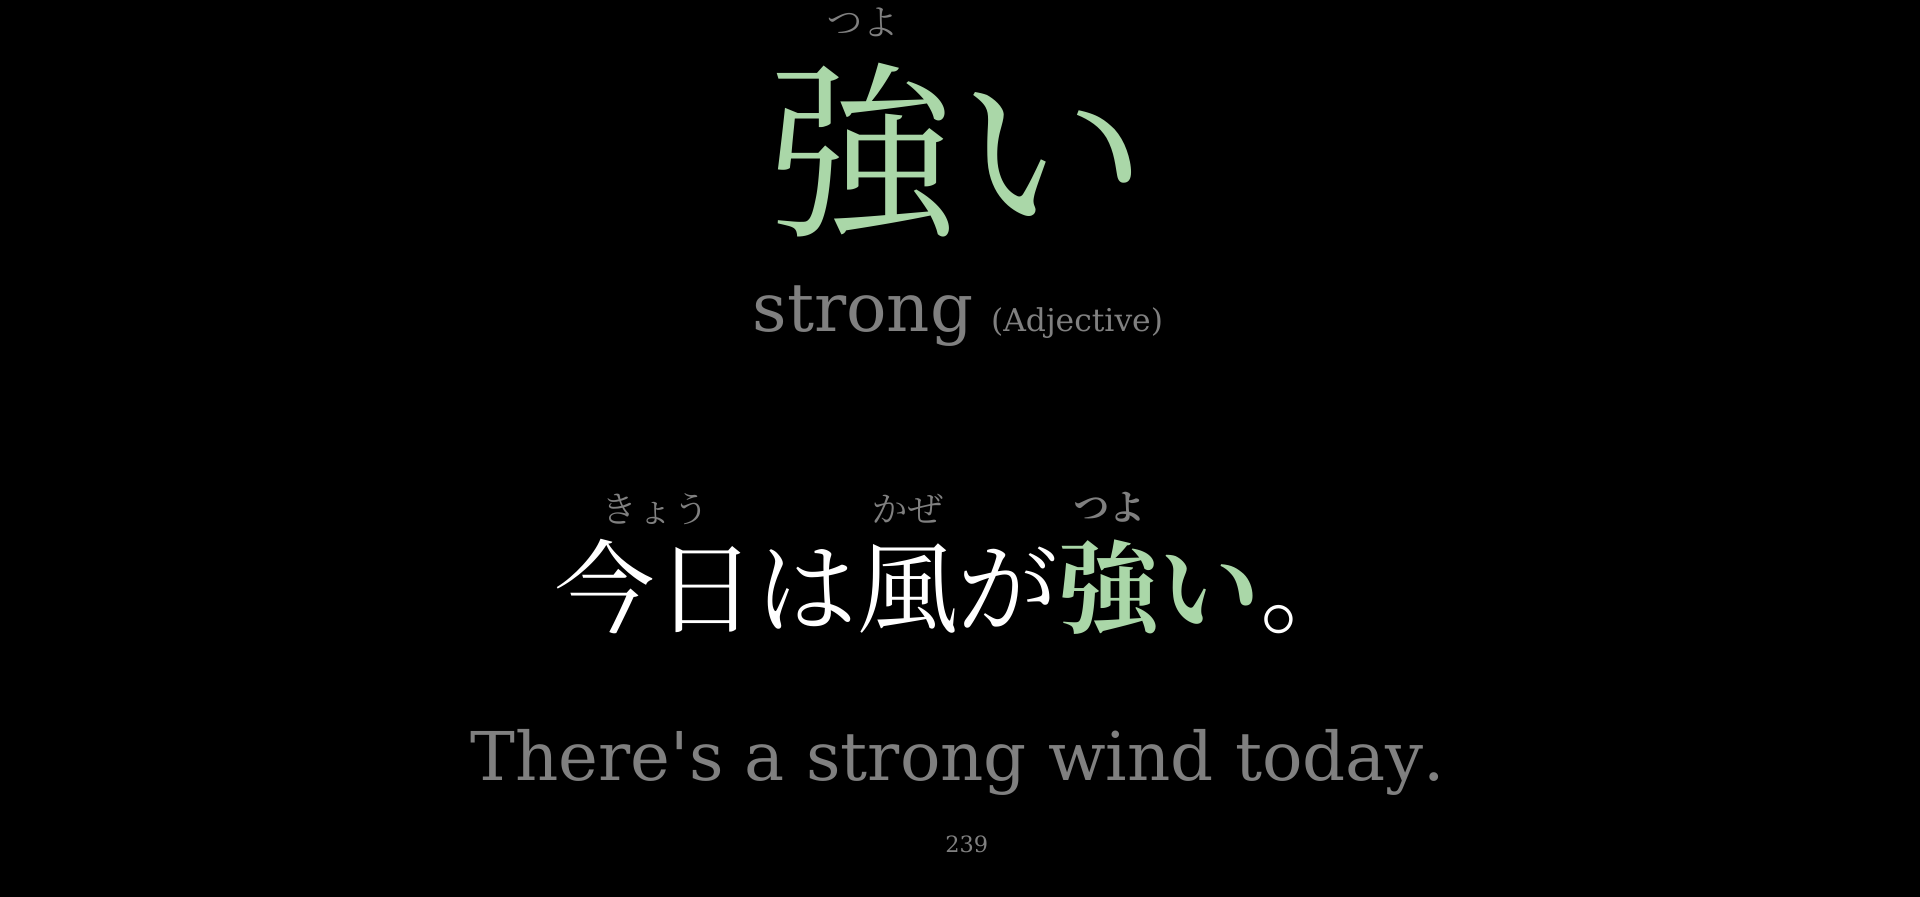 つよ
強い
strong (Adjective)
きょう かぜ つよ
今日は風が強い。
There's a strong wind today.
239